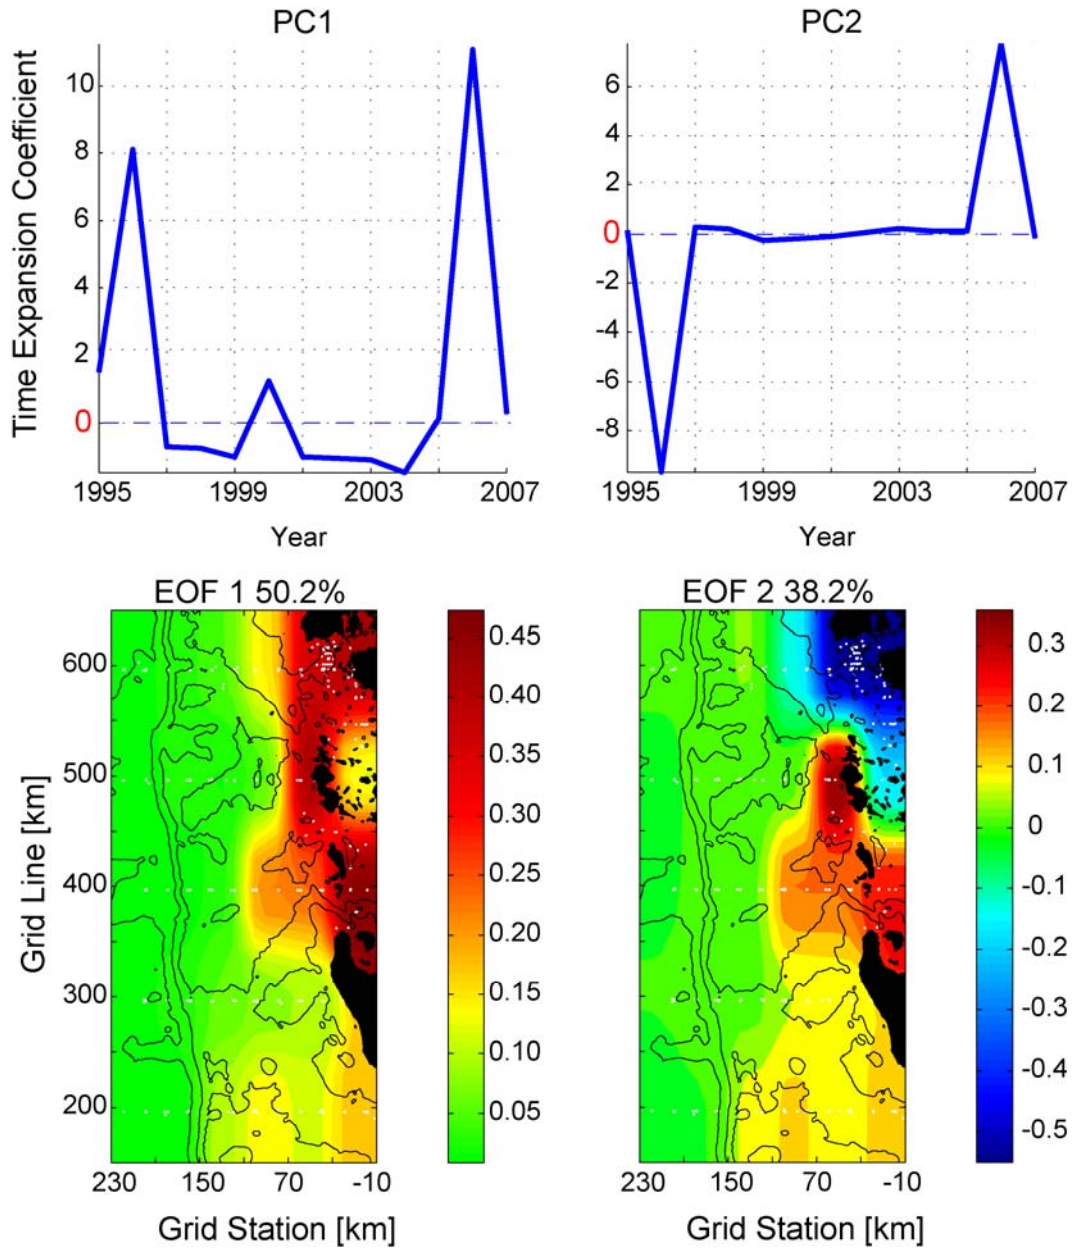 PC1
Time Expansion Coefficient
10
8
6
4
2
0
1995 1999 2003 2007
Year
PC2
6
4
2
0
-2
-4
-6
-8
1995 1999 2003 2007
Year
EOF 1 50.2%
Grid Line [km]
600
500
400
300
200
230 150 70 -10
Grid Station [km]
0.45
0.40
0.35
0.30
0.25
0.20
0.15
0.10
0.05
EOF 2 38.2%
230 150 70 -10
Grid Station [km]
0.3
0.2
0.1
0
-0.1
-0.2
-0.3
-0.4
-0.5